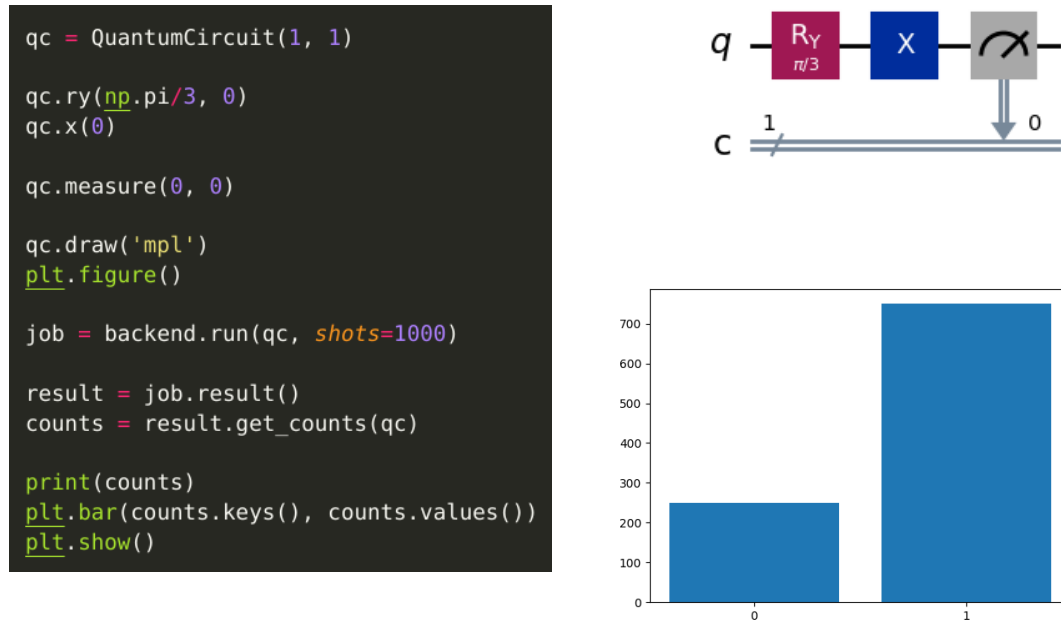 qc = QuantumCircuit(1, 1)
qc.ry(np.pi/3, 0)
qc.x(0)
qc.measure(0, 0)
qc.draw('mpl')
plt.figure()
job = backend.run(qc, shots=1000)
result = job.result()
counts = result.get_counts(qc)
print(counts)
plt.bar(counts.keys(), counts.values())
plt.show()
q
RY
π/3
X
1
0
c
700
600
500
400
300
200
100
0
0
1